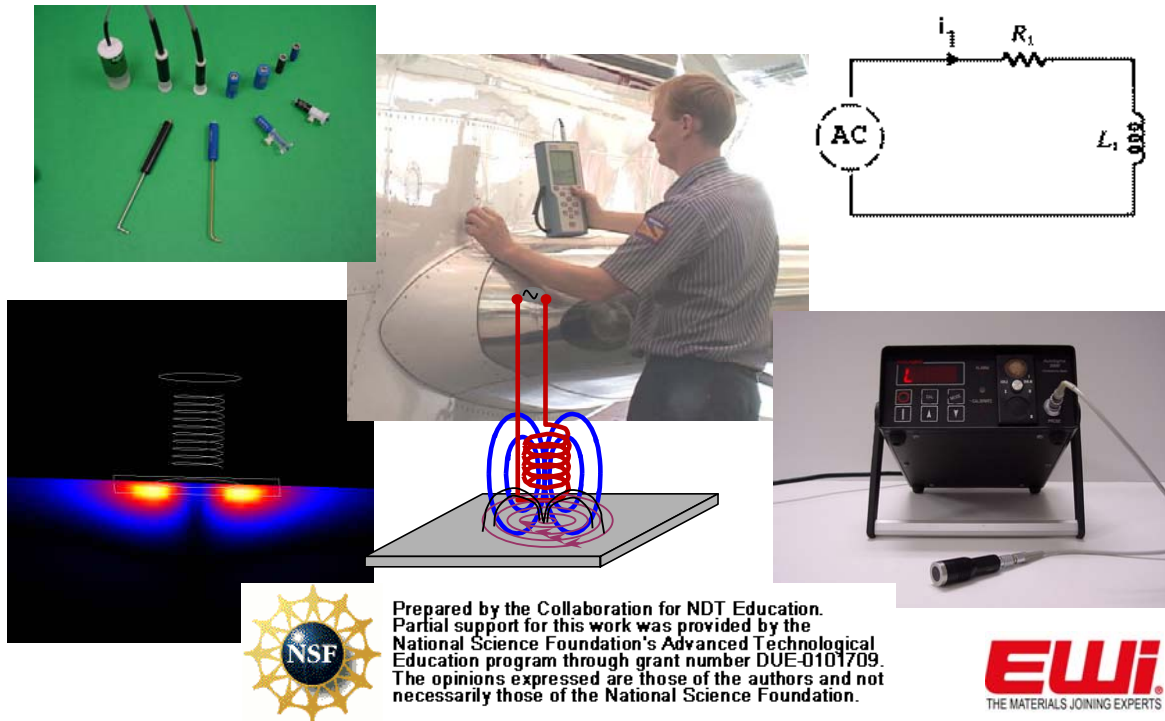 i1
R1
AC
L1
~
NSF
Prepared by the Collaboration for NDT Education.
Partial support for this work was provided by the
National Science Foundation's Advanced Technological
Education program through grant number DUE-0101709.
The opinions expressed are those of the authors and not
necessarily those of the National Science Foundation.
EWi
THE MATERIALS JOINING EXPERTS